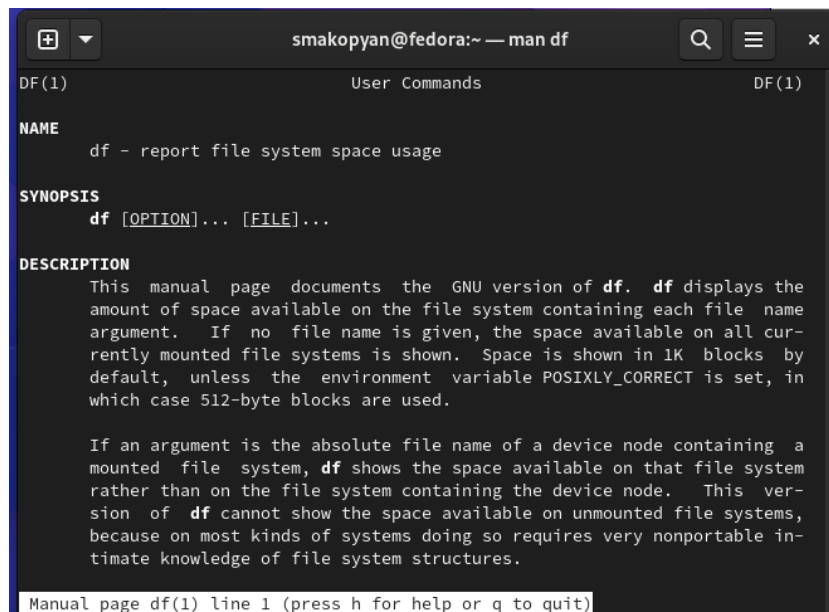 smakopyan@fedora:~ — man df
DF(1) User Commands DF(1)
NAME
df - report file system space usage
SYNOPSIS
df [OPTION]... [FILE]...
DESCRIPTION
This manual page documents the GNU version of df. df displays the
amount of space available on the file system containing each file name
argument. If no file name is given, the space available on all cur‐
rently mounted file systems is shown. Space is shown in 1K blocks by
default, unless the environment variable POSIXLY_CORRECT is set, in
which case 512-byte blocks are used.
If an argument is the absolute file name of a device node containing a
mounted file system, df shows the space available on that file system
rather than on the file system containing the device node. This ver‐
sion of df cannot show the space available on unmounted file systems,
because on most kinds of systems doing so requires very nonportable in‐
timate knowledge of file system structures.
Manual page df(1) line 1 (press h for help or q to quit)